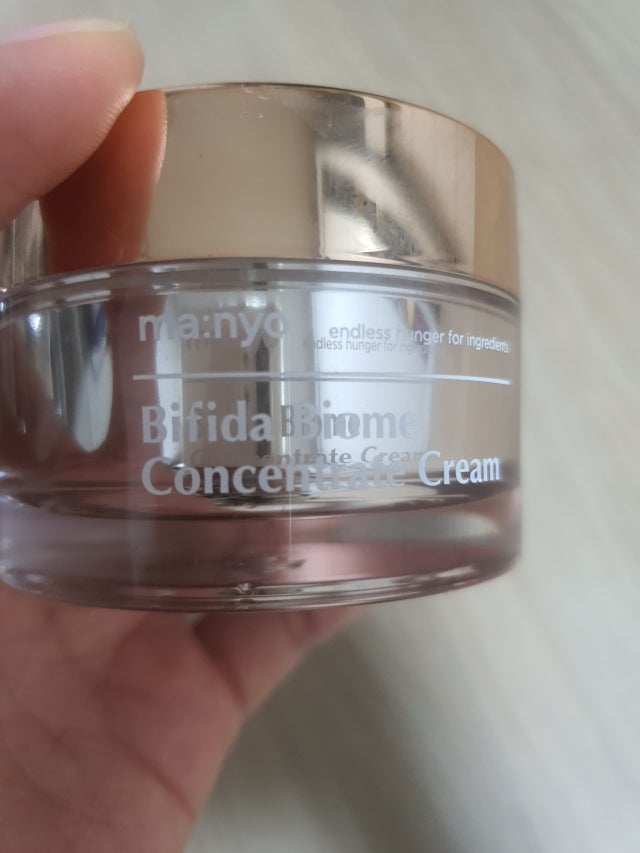 ma:nyo
endless hunger for ingredients
Bifida Biome
Concentrate Cream